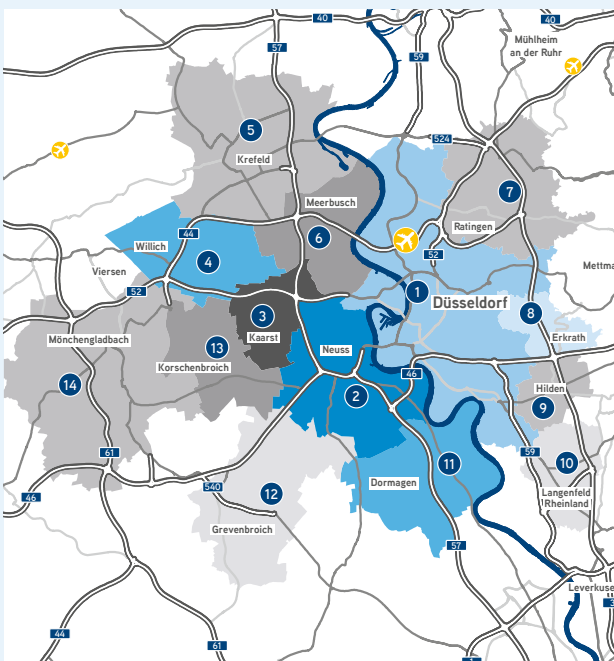 40
57
40
59
Mühlheim
an der Ruhr
5
Krefeld
524
7
Meerbusch
Ratingen
44
Willich
6
52
4
Viersen
Mettma
1
52
Düsseldorf
3
8
Kaarst
Mönchengladbach
13
Neuss
Erkrath
Korschenbroich
46
14
2
Hilden
9
61
59
11
10
12
Dormagen
46
540
Langenfeld
Rheinland
Grevenbroich
57
Leverkuse
3
44
61
1